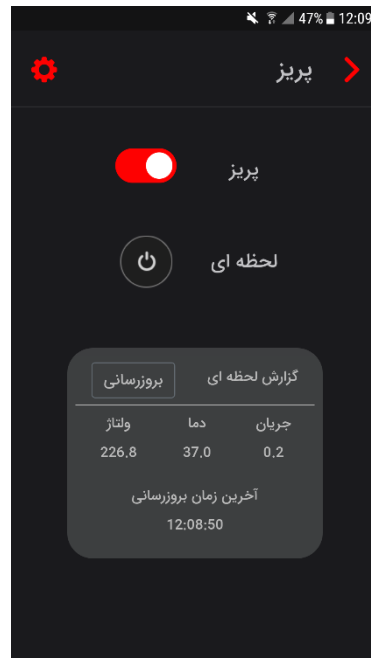 47% 12:09
پریز
پریز
لحظه ای
گزارش لحظه ای بروزرسانی
جریان دما ولتاژ
0.2 37.0 226.8
آخرین زمان بروزرسانی
12:08:50